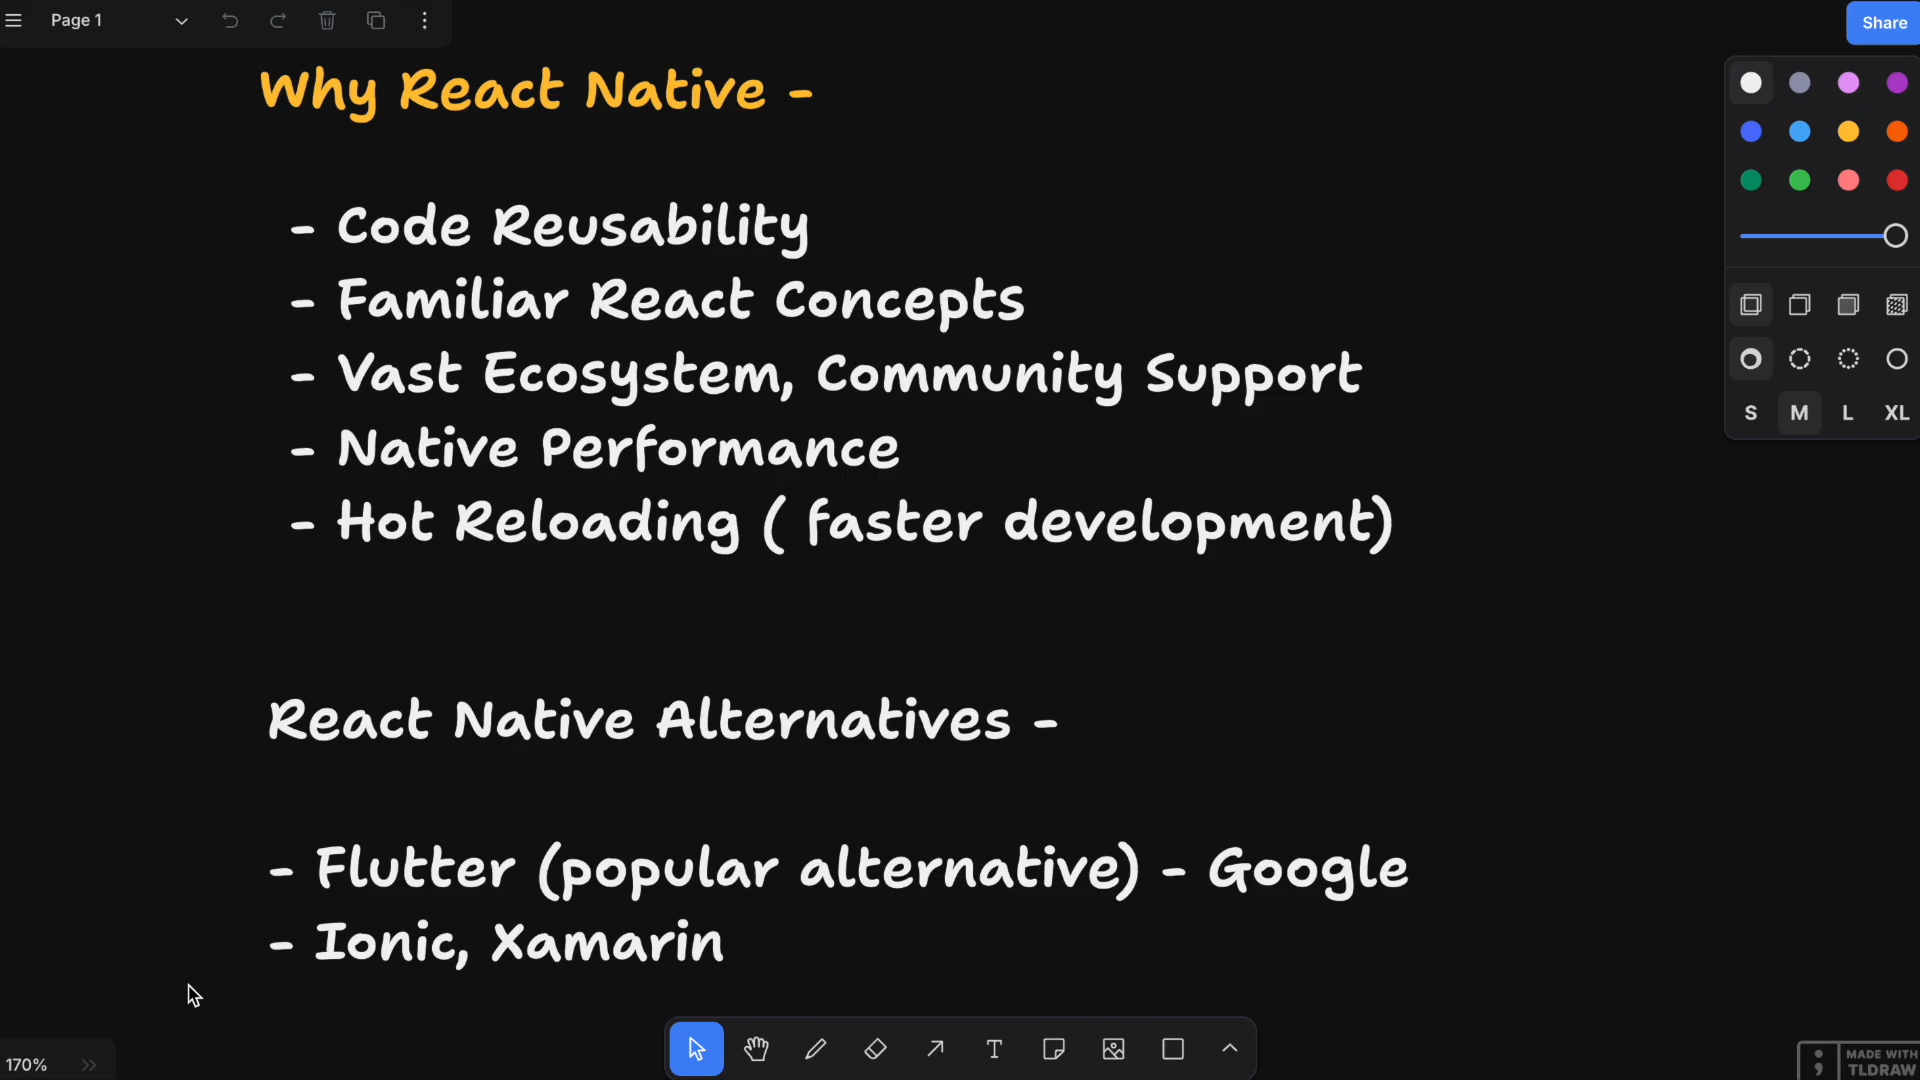 Page 1
Share
Why React Native -
- Code Reusability
- Familiar React Concepts
- Vast Ecosystem, Community Support
- Native Performance
- Hot Reloading ( faster development)
S M L XL
React Native Alternatives -
- Flutter (popular alternative) - Google
- Ionic, Xamarin
170%
MADE WITH
TLDRAW